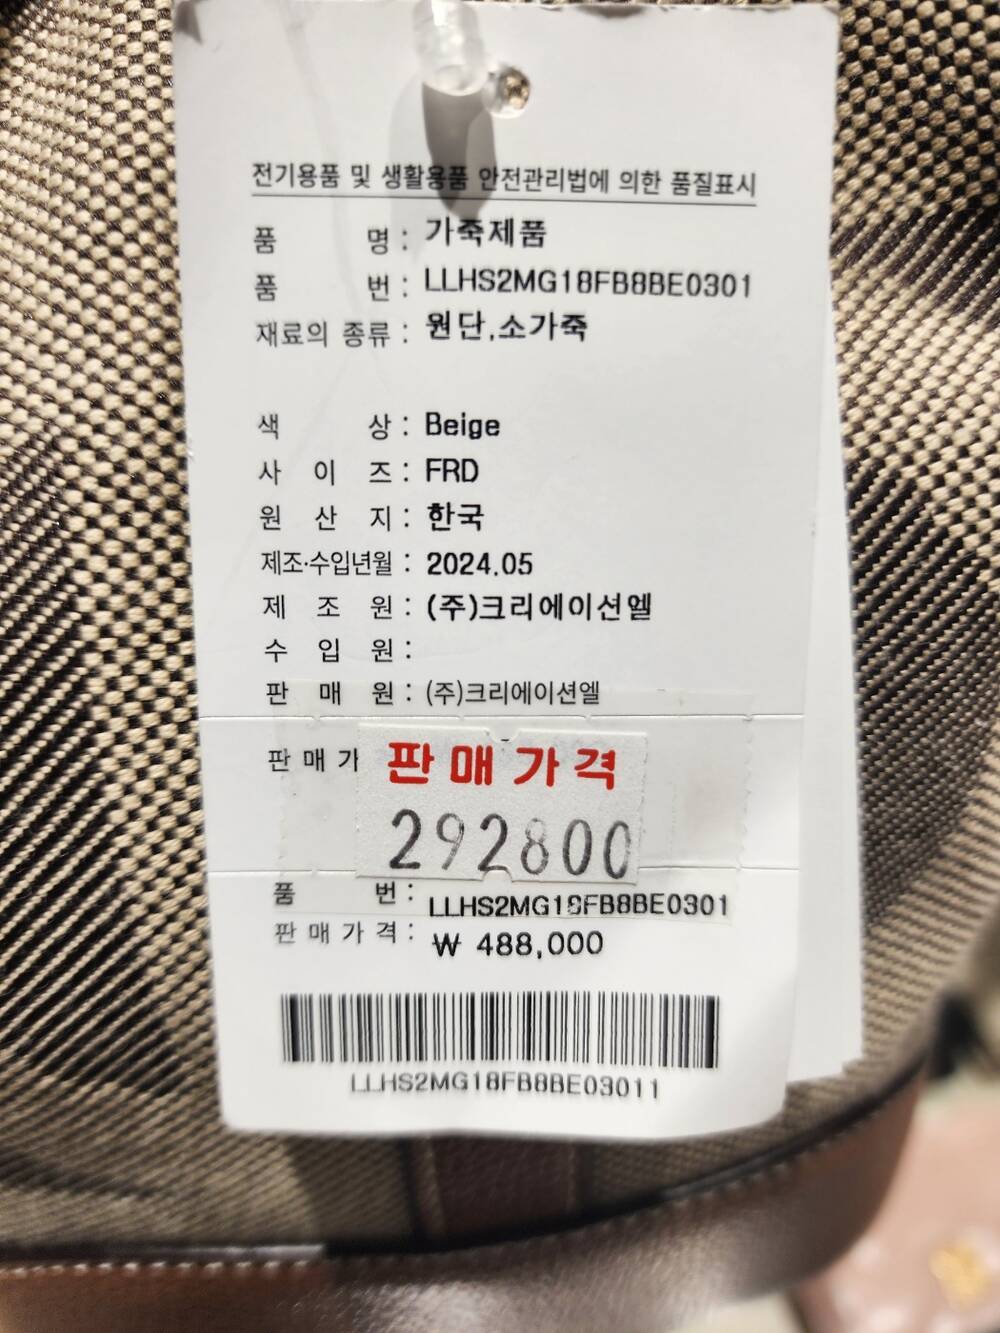 전기용품 및 생활용품 안전관리법에 의한 품질표시
품 명 : 가죽제품
품 번 : LLHS2MG18FB8BE0301
재료의 종류 : 원단,소가죽
색 상 : Beige
사 이 즈 : FRD
원 산 지 : 한국
제조·수입년월 : 2024.05
제 조 원 : (주)크리에이션엘
수 입 원 :
판 매 원 : (주)크리에이션엘
판 매 가 판매가격
292800
품 번 : LLHS2MG18FB8BE0301
판 매 가 격 : ₩ 488,000
LLHS2MG18FB8BE03011